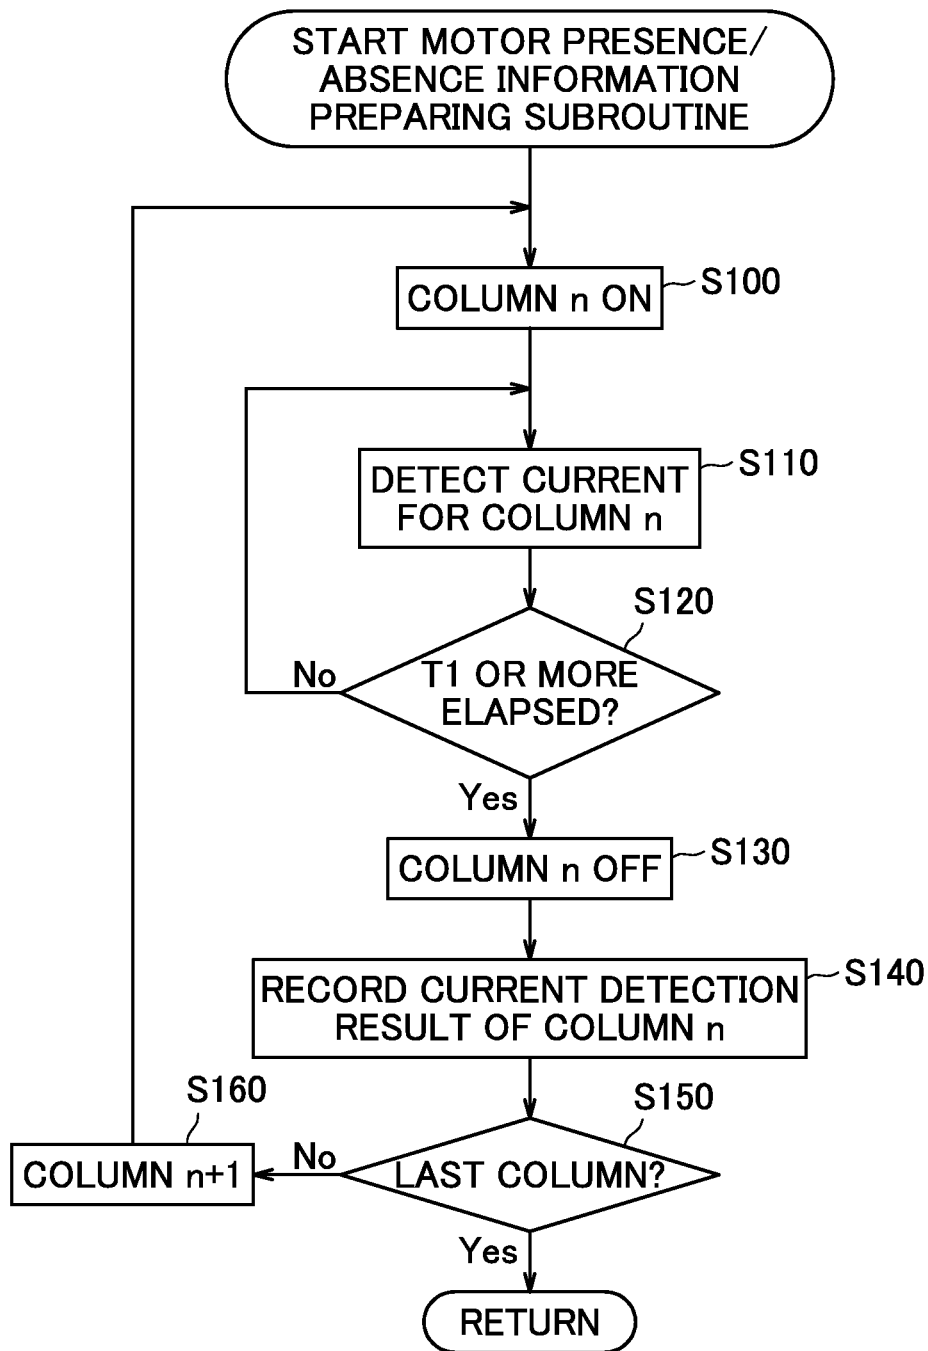 START MOTOR PRESENCE/
ABSENCE INFORMATION
PREPARING SUBROUTINE
COLUMN n ON
S100
DETECT CURRENT
FOR COLUMN n
S110
S120
T1 OR MORE
ELAPSED?
No
Yes
COLUMN n OFF
S130
RECORD CURRENT DETECTION
RESULT OF COLUMN n
S140
S150
LAST COLUMN?
No
S160
COLUMN n+1
Yes
RETURN